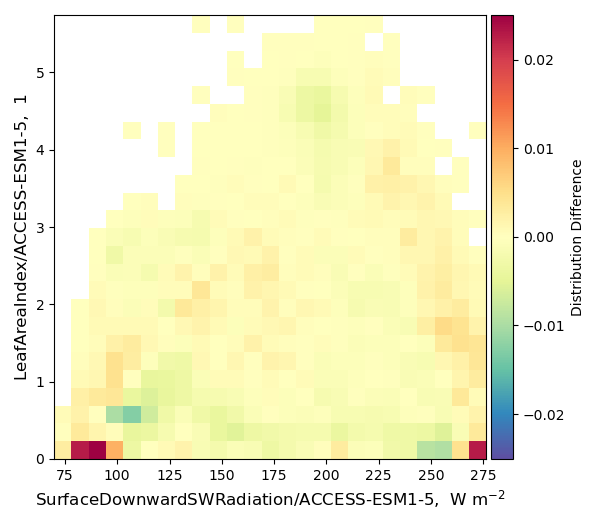 LeafAreaIndex/ACCESS-ESM1-5,  1
5
4
3
2
1
0
75 100 125 150 175 200 225 250 275
SurfaceDownwardSWRadiation/ACCESS-ESM1-5,  W m⁻²
0.02
0.01
0.00
−0.01
−0.02
Distribution Difference